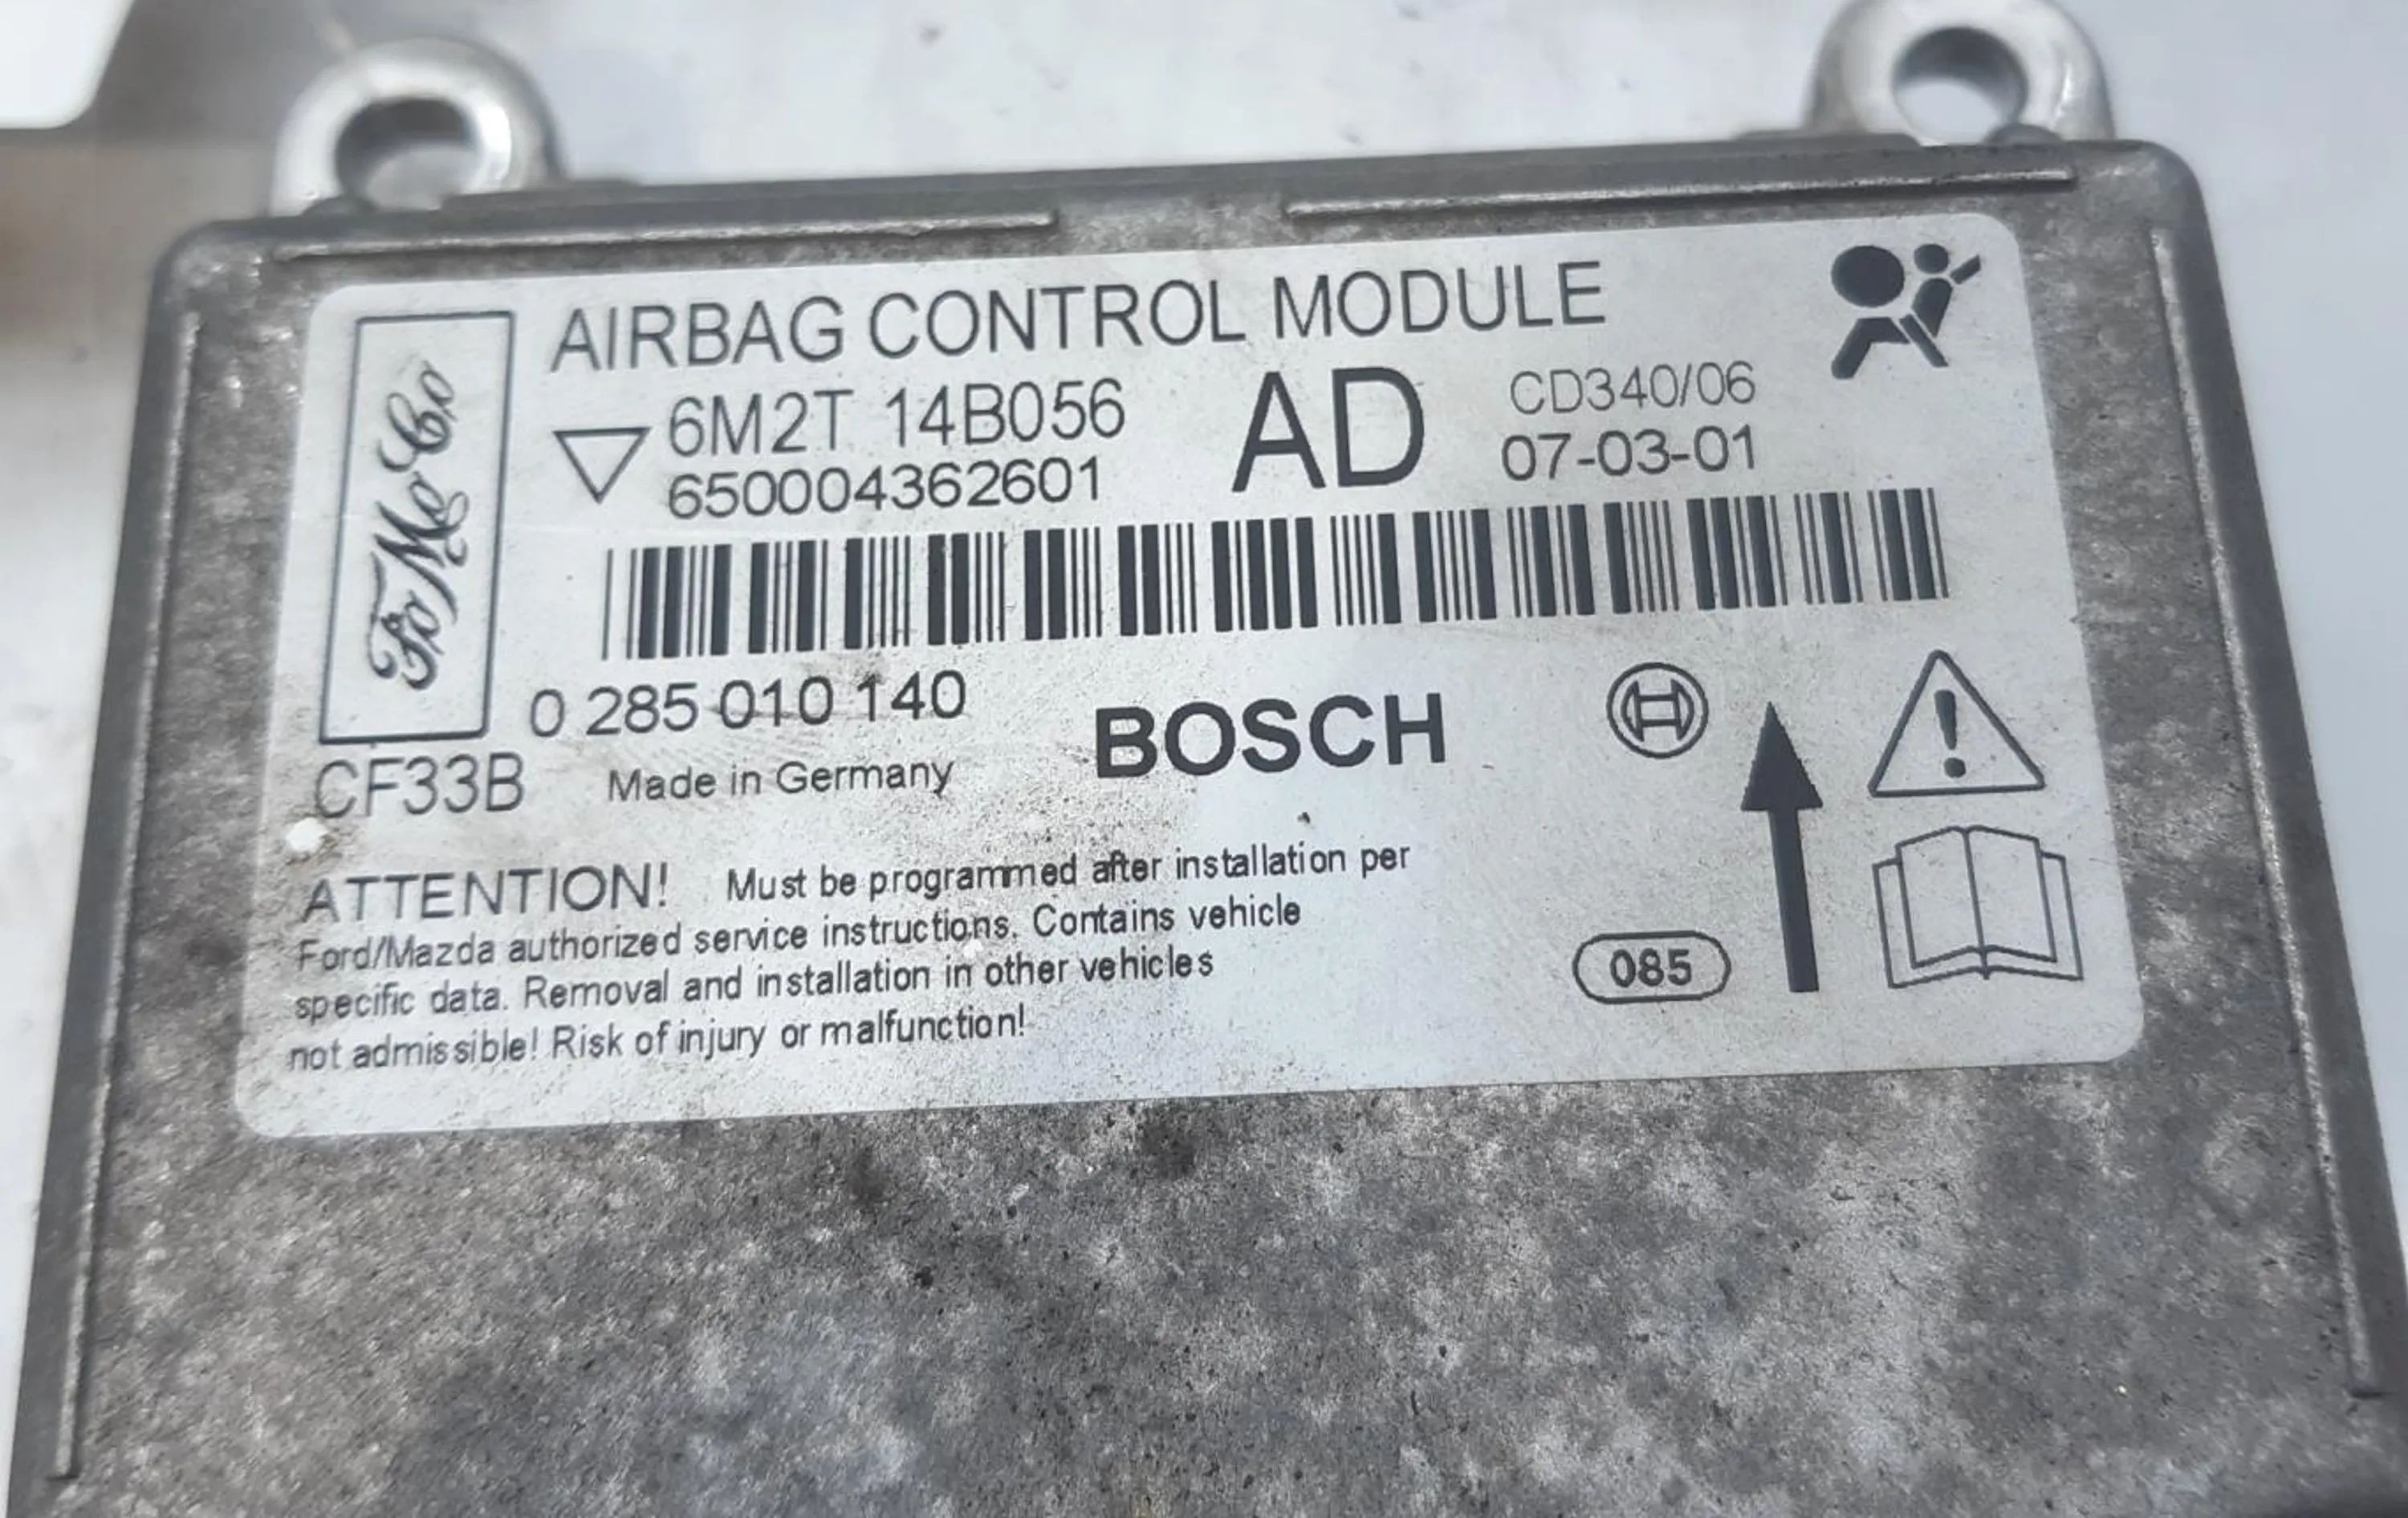 AIRBAG CONTROL MODULE
FoMoCo
6M2T 14B056
AD
CD340/06
650004362601
07-03-01
0 285 010 140
BOSCH
CF33B
Made in Germany
ATTENTION! Must be programmed after installation per
Ford/Mazda authorized service instructions. Contains vehicle
specific data. Removal and installation in other vehicles
not admissible! Risk of injury or malfunction!
085